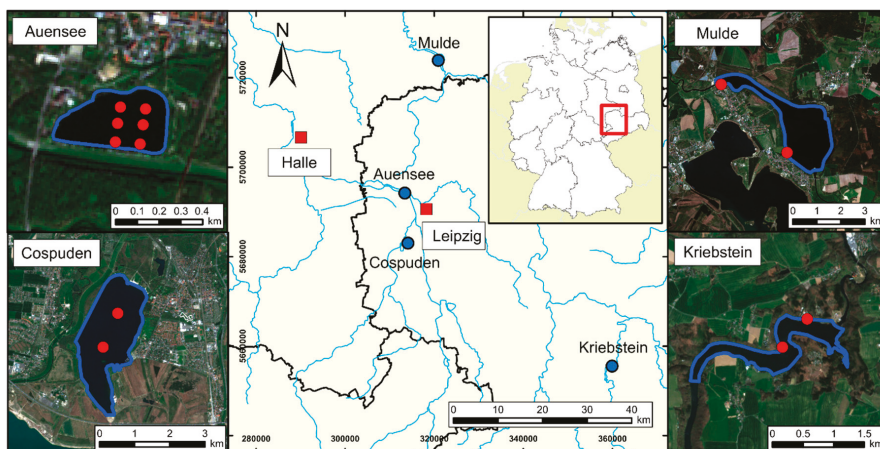 Auensee
0 0.1 0.2 0.3 0.4
km
Cospuden
0 1 2 3
km
N
Mulde
Halle
Auensee
Leipzig
Cospuden
Kriebstein
5720000
5700000
5680000
5660000
280000 300000 320000 340000 360000
0 10 20 30 40
km
Mulde
0 1 2 3
km
Kriebstein
0 0.5 1 1.5
km